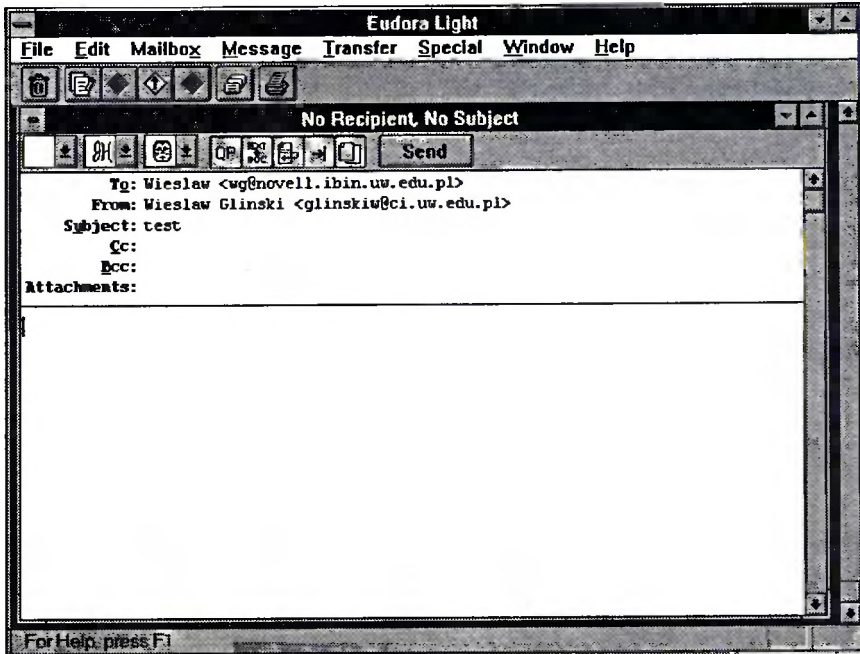 Eudora Light
File Edit Mailbox Message Transfer Special Window Help
No Recipient, No Subject
QP Send
To: Wieslaw <wg@novell.ibin.uw.edu.pl>
From: Wieslaw Glinski <glinskiw@ci.uw.edu.pl>
Subject: test
Cc:
Bcc:
Attachments:
For Help, press F1